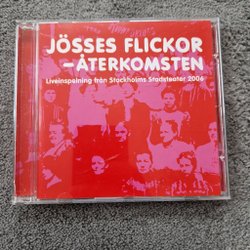 JÖSSES FLICKOR
–ÅTERKOMSTEN
Liveinspelning från Stockholms Stadsteater 2006